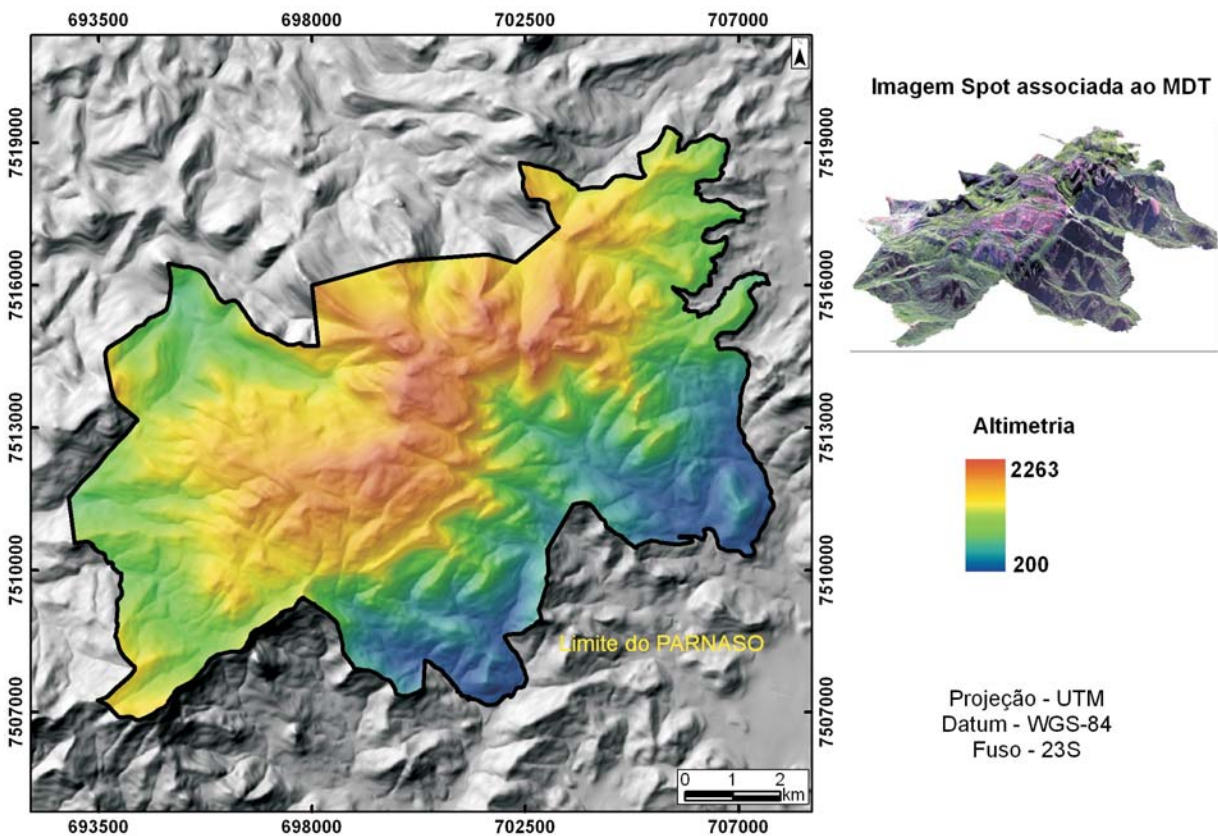 693500 698000 702500 707000
7519000
7516000
7513000
7510000
7507000
7519000
7516000
7513000
7510000
7507000
Limite do PARNASO
0 1 2
km
693500 698000 702500 707000
Imagem Spot associada ao MDT
Altimetria
2263
200
Projeção - UTM
Datum - WGS-84
Fuso - 23S